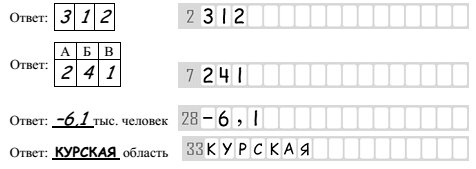 Ответ: 3 1 2 2 3 1 2
А Б В
Ответ: 2 4 1 7 2 4 1
Ответ: -6,1 тыс. человек 28 - 6 , 1
Ответ: КУРСКАЯ область 33 К У Р С К А Я